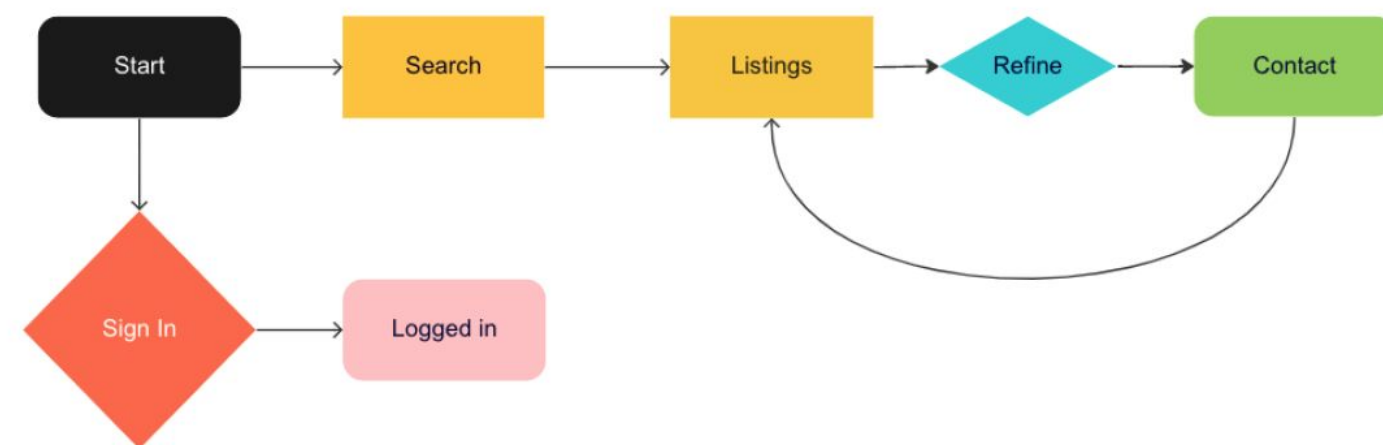 Start
Search
Listings
Refine
Contact
Sign In
Logged in